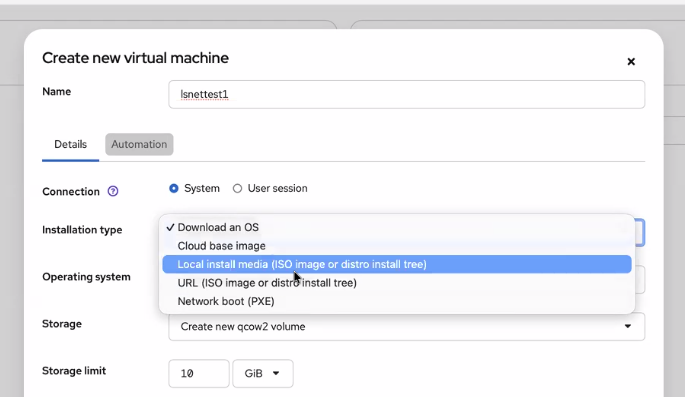 Create new virtual machine
Name
lsnettest1
Details
Automation
Connection
System
User session
Installation type
Download an OS
Cloud base image
Local install media (ISO image or distro install tree)
URL (ISO image or distro install tree)
Network boot (PXE)
Operating system
Storage
Create new qcow2 volume
Storage limit
10
GiB